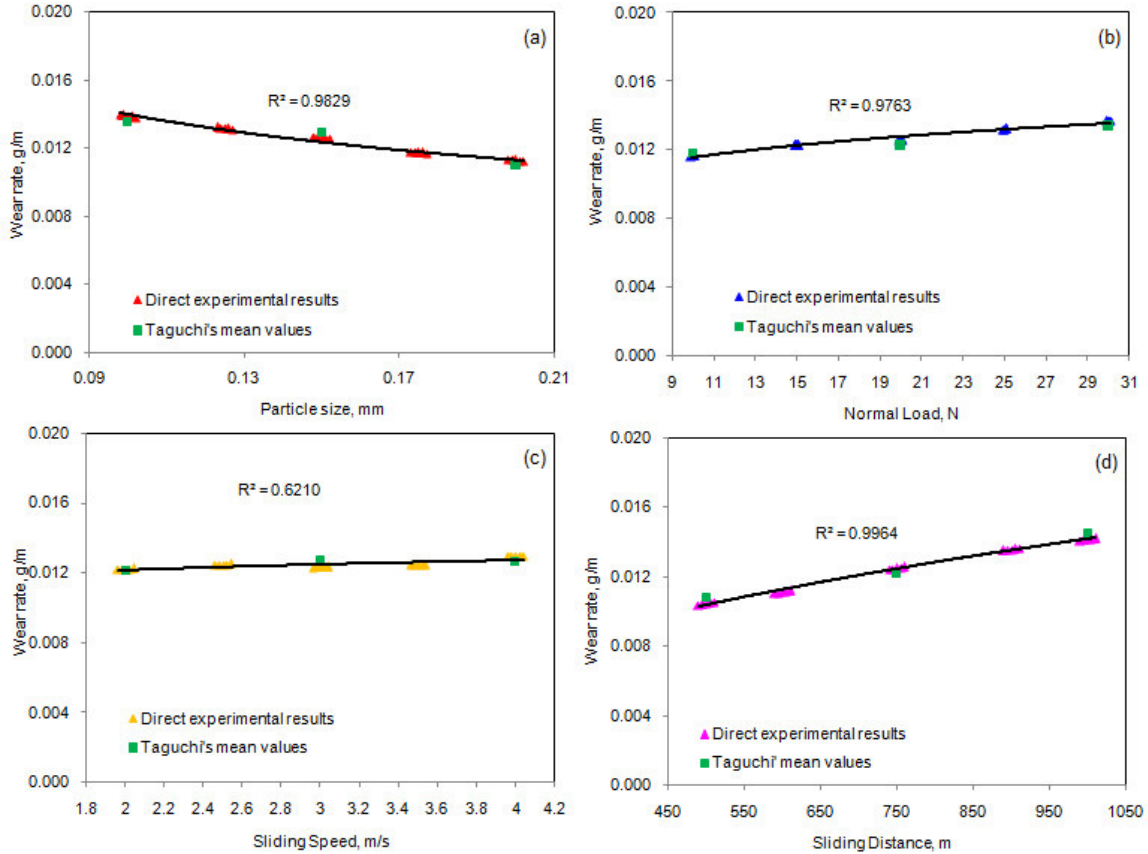 0.020
(a)
0.016
R² = 0.9829
0.012
0.008
0.004
0.000
Wear rate, g/m
Direct experimental results
Taguchi's mean values
0.09 0.13 0.17 0.21
Particle size, mm
0.020
(b)
0.016
R² = 0.9763
0.012
0.008
0.004
0.000
Wear rate, g/m
Direct experimental results
Taguchi's mean values
9 11 13 15 17 19 21 23 25 27 29 31
Normal Load, N
0.020
(c)
0.016
R² = 0.6210
0.012
0.008
0.004
0.000
Wear rate, g/m
Direct experimental results
Taguchi's mean values
1.8 2 2.2 2.4 2.6 2.8 3 3.2 3.4 3.6 3.8 4 4.2
Sliding Speed, m/s
0.020
(d)
0.016
R² = 0.9964
0.012
0.008
0.004
0.000
Wear rate, g/m
Direct experimental results
Taguchi' mean values
450 550 650 750 850 950 1050
Sliding Distance, m